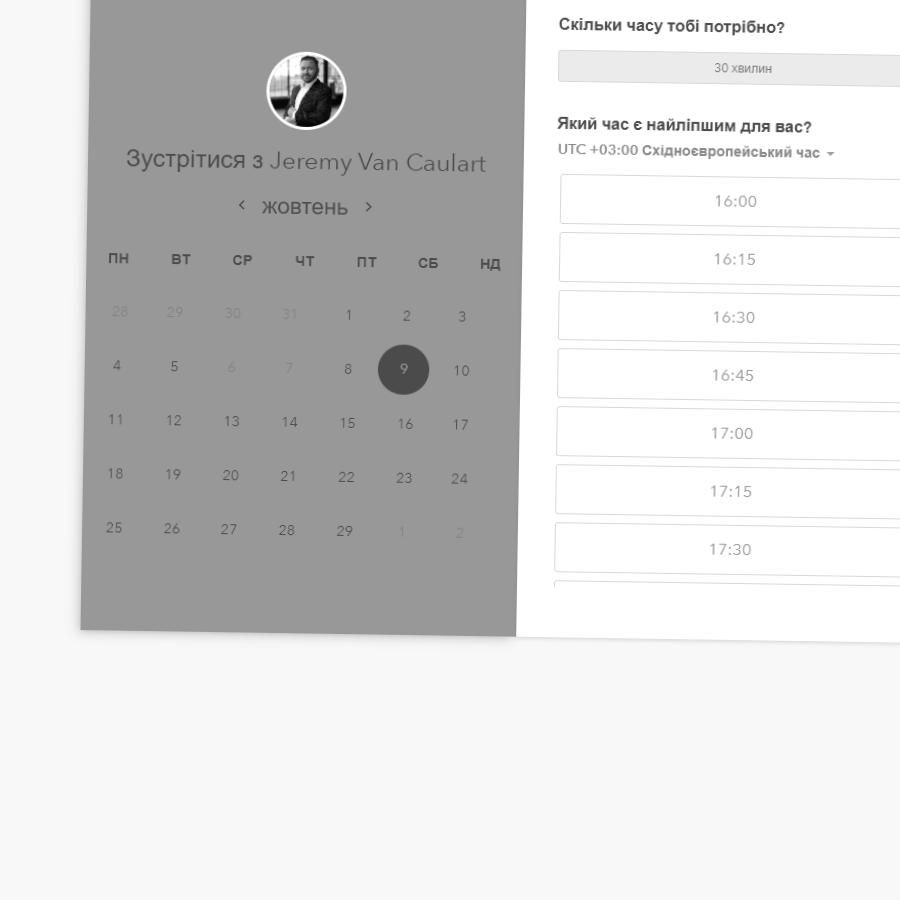 Зустрітися з Jeremy Van Caulart
жовтень
ПН ВТ СР ЧТ ПТ СБ НД
28 29 30 31 1 2 3
4 5 6 7 8 9 10
11 12 13 14 15 16 17
18 19 20 21 22 23 24
25 26 27 28 29 1 2
Скільки часу тобі потрібно?
30 хвилин
Який час є найліпшим для вас?
UTC +03:00 Східноєвропейський час
16:00
16:15
16:30
16:45
17:00
17:15
17:30